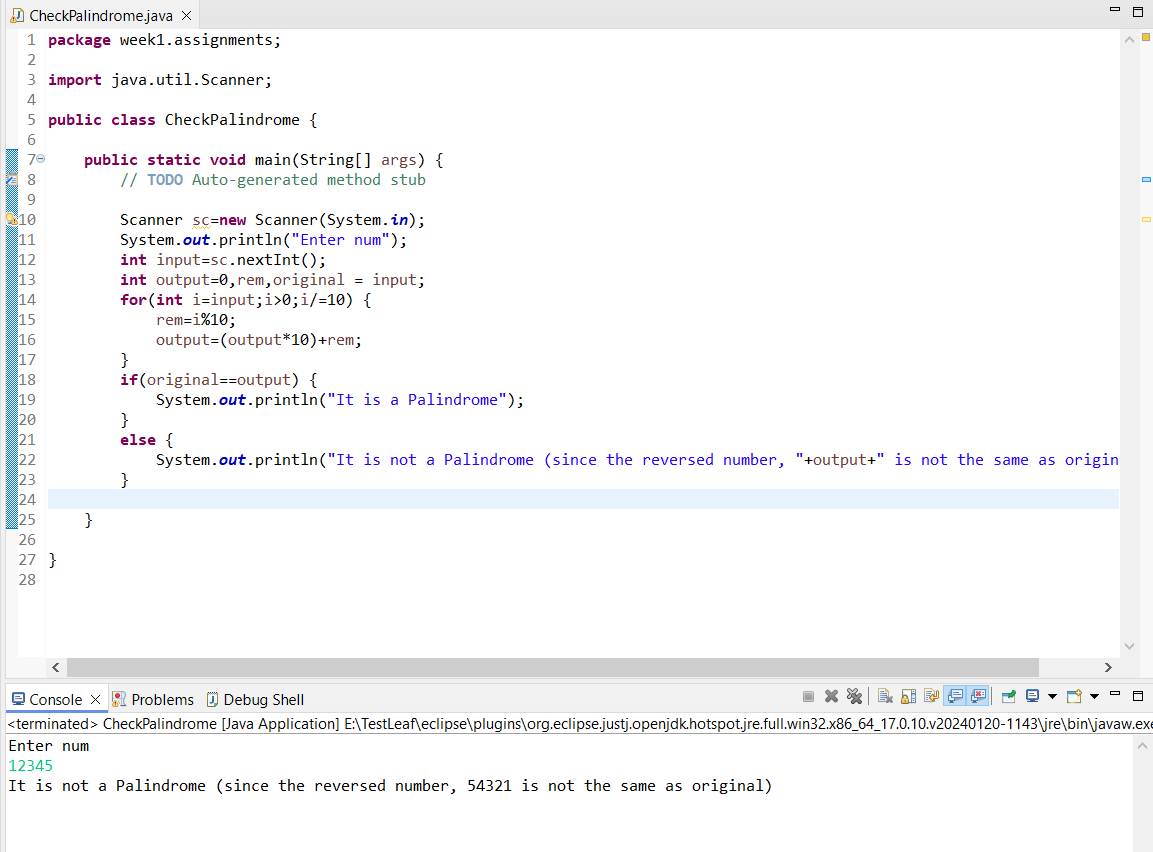 CheckPalindrome.java
1 package week1.assignments;
2
3 import java.util.Scanner;
4
5 public class CheckPalindrome {
6
7 public static void main(String[] args) {
8 // TODO Auto-generated method stub
9
10 Scanner sc=new Scanner(System.in);
11 System.out.println("Enter num");
12 int input=sc.nextInt();
13 int output=0,rem,original = input;
14 for(int i=input;i>0;i/=10) {
15 rem=i%10;
16 output=(output*10)+rem;
17 }
18 if(original==output) {
19 System.out.println("It is a Palindrome");
20 }
21 else {
22 System.out.println("It is not a Palindrome (since the reversed number, "+output+" is not the same as origin
23 }
24
25 }
26
27 }
28
Console Problems Debug Shell
<terminated> CheckPalindrome [Java Application] E:\TestLeaf\eclipse\plugins\org.eclipse.justj.openjdk.hotspot.jre.full.win32.x86_64_17.0.10.v20240120-1143\jre\bin\javaw.exe
Enter num
12345
It is not a Palindrome (since the reversed number, 54321 is not the same as original)